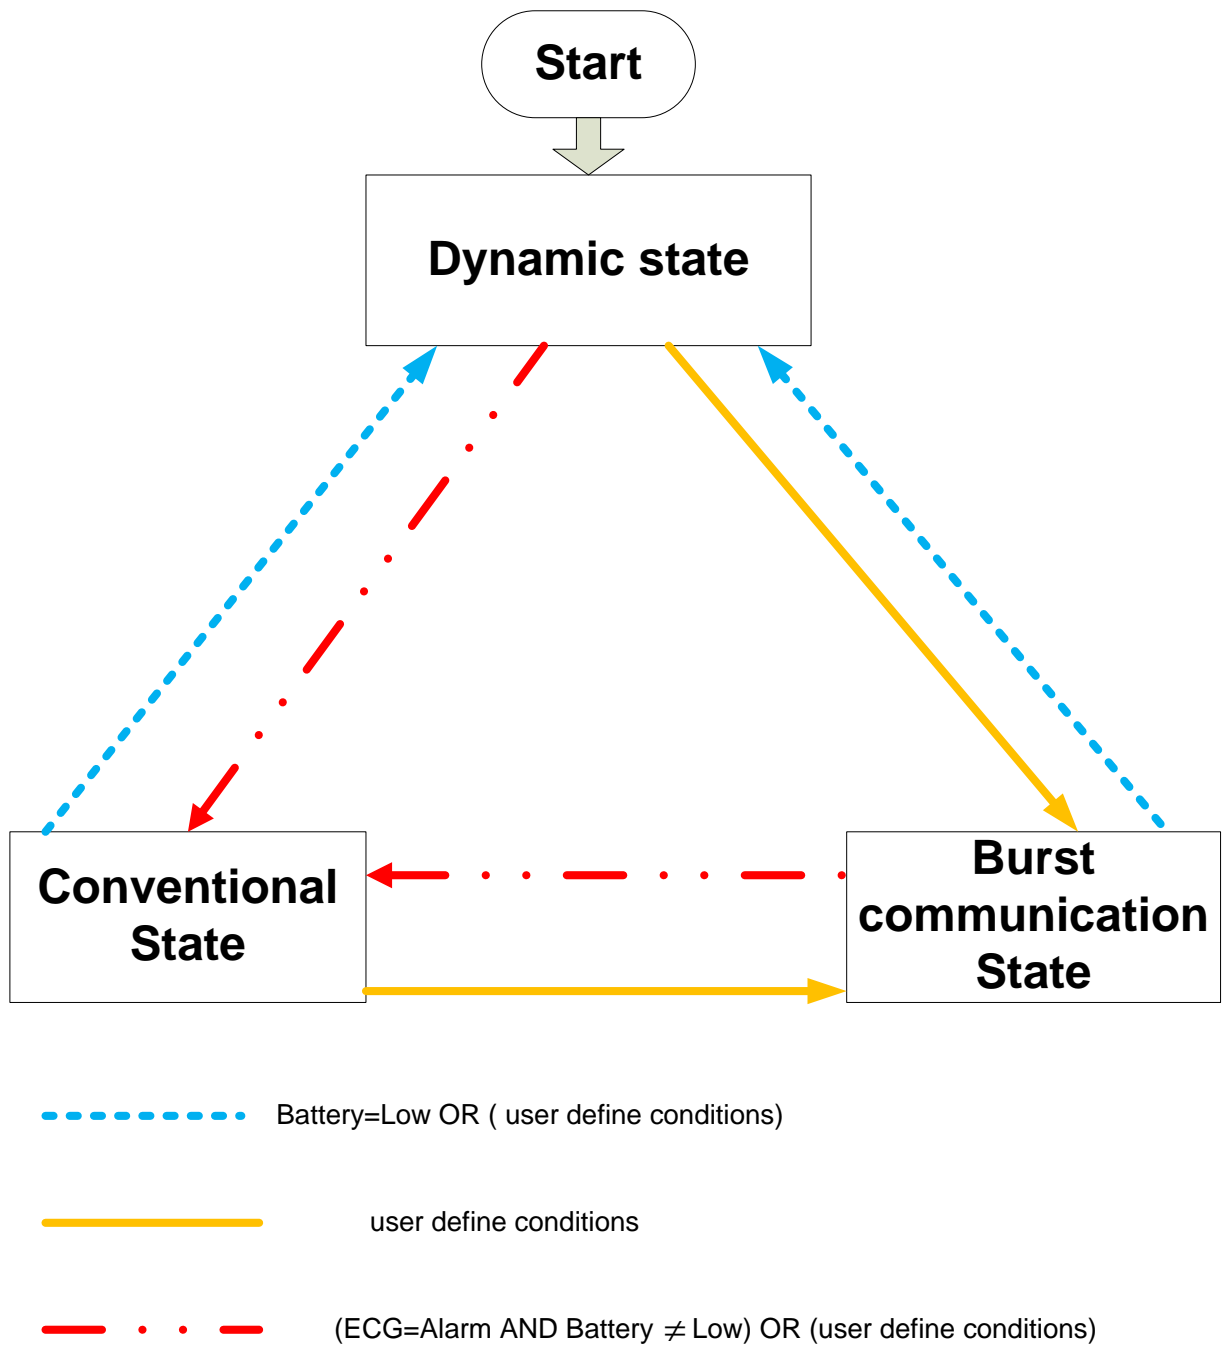 Start
Dynamic state
Conventional
State
Burst
communication
State
Battery=Low OR ( user define conditions)
user define conditions
(ECG=Alarm AND Battery ≠ Low) OR (user define conditions)